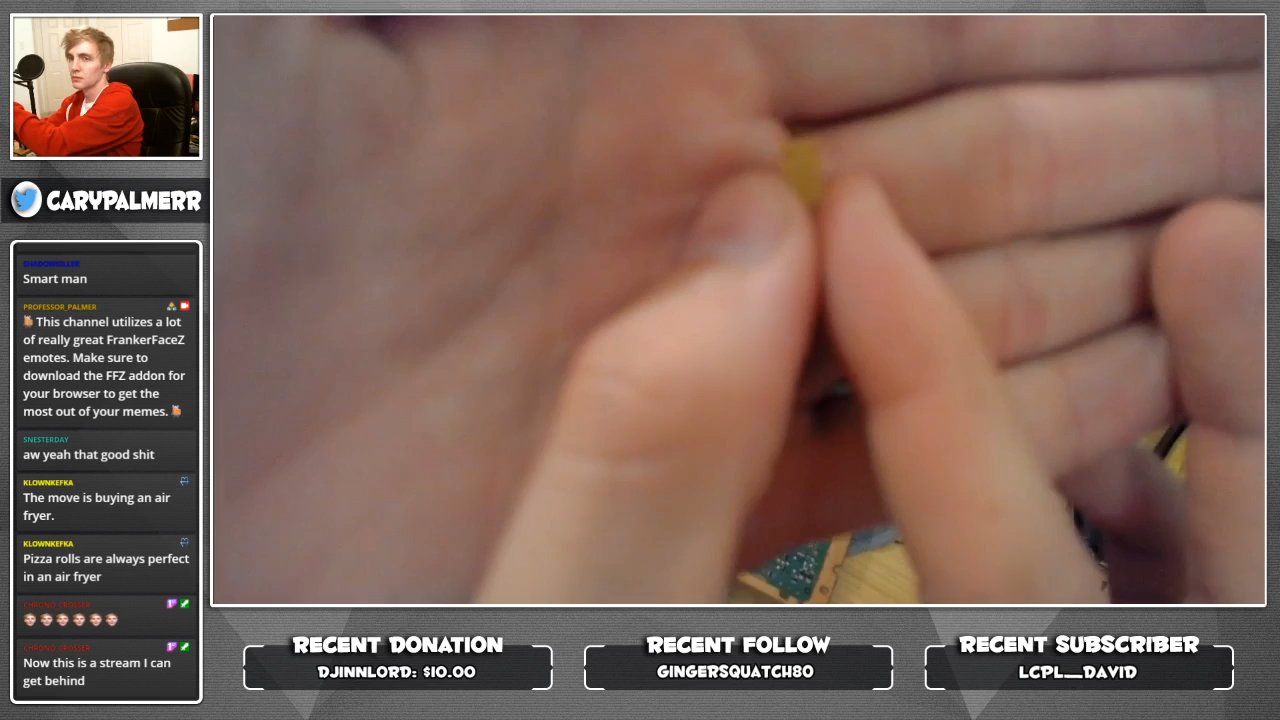 CARYPALMERR
SHADOWKILLER
Smart man
PROFESSOR_PALMER
This channel utilizes a lot
of really great FrankerFaceZ
emotes. Make sure to
download the FFZ addon for
your browser to get the
most out of your memes.
SNESTERDAY
aw yeah that good shit
KLOWNKEFKA
The move is buying an air
fryer.
KLOWNKEFKA
Pizza rolls are always perfect
in an air fryer
CHRONO_CROSSER
CHRONO_CROSSER
Now this is a stream I can
get behind
RECENT DONATION
DJINNLORD: $10.00
RECENT FOLLOW
GINGERSQUATCH80
RECENT SUBSCRIBER
LCPL__DAVID